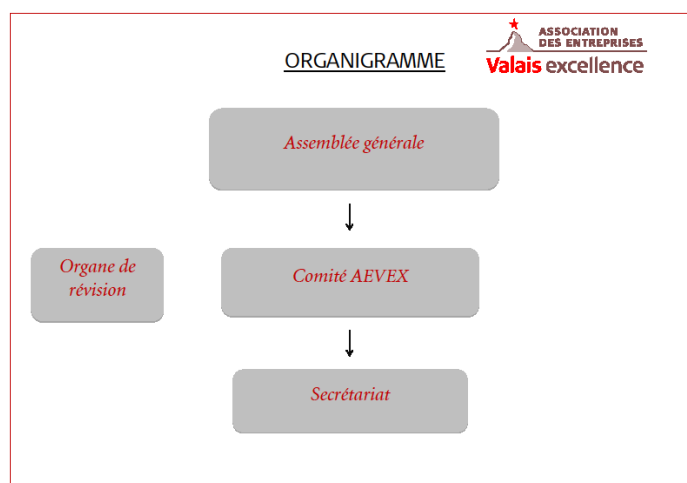 ORGANIGRAMME
ASSOCIATION
DES ENTREPRISES
Valais excellence
Assemblée générale
Organe de
révision
Comité AEVEX
Secrétariat